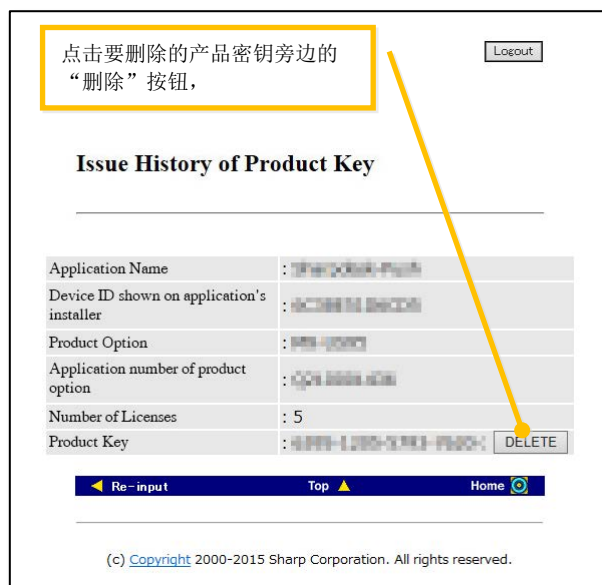 点击要删除的产品密钥旁边的
“删除”按钮，
Logout
Issue History of Product Key
Application Name :
Device ID shown on application's
installer :
Product Option :
Application number of product
option :
Number of Licenses : 5
Product Key : DELETE
Re-input Top Home
(c) Copyright 2000-2015 Sharp Corporation. All rights reserved.